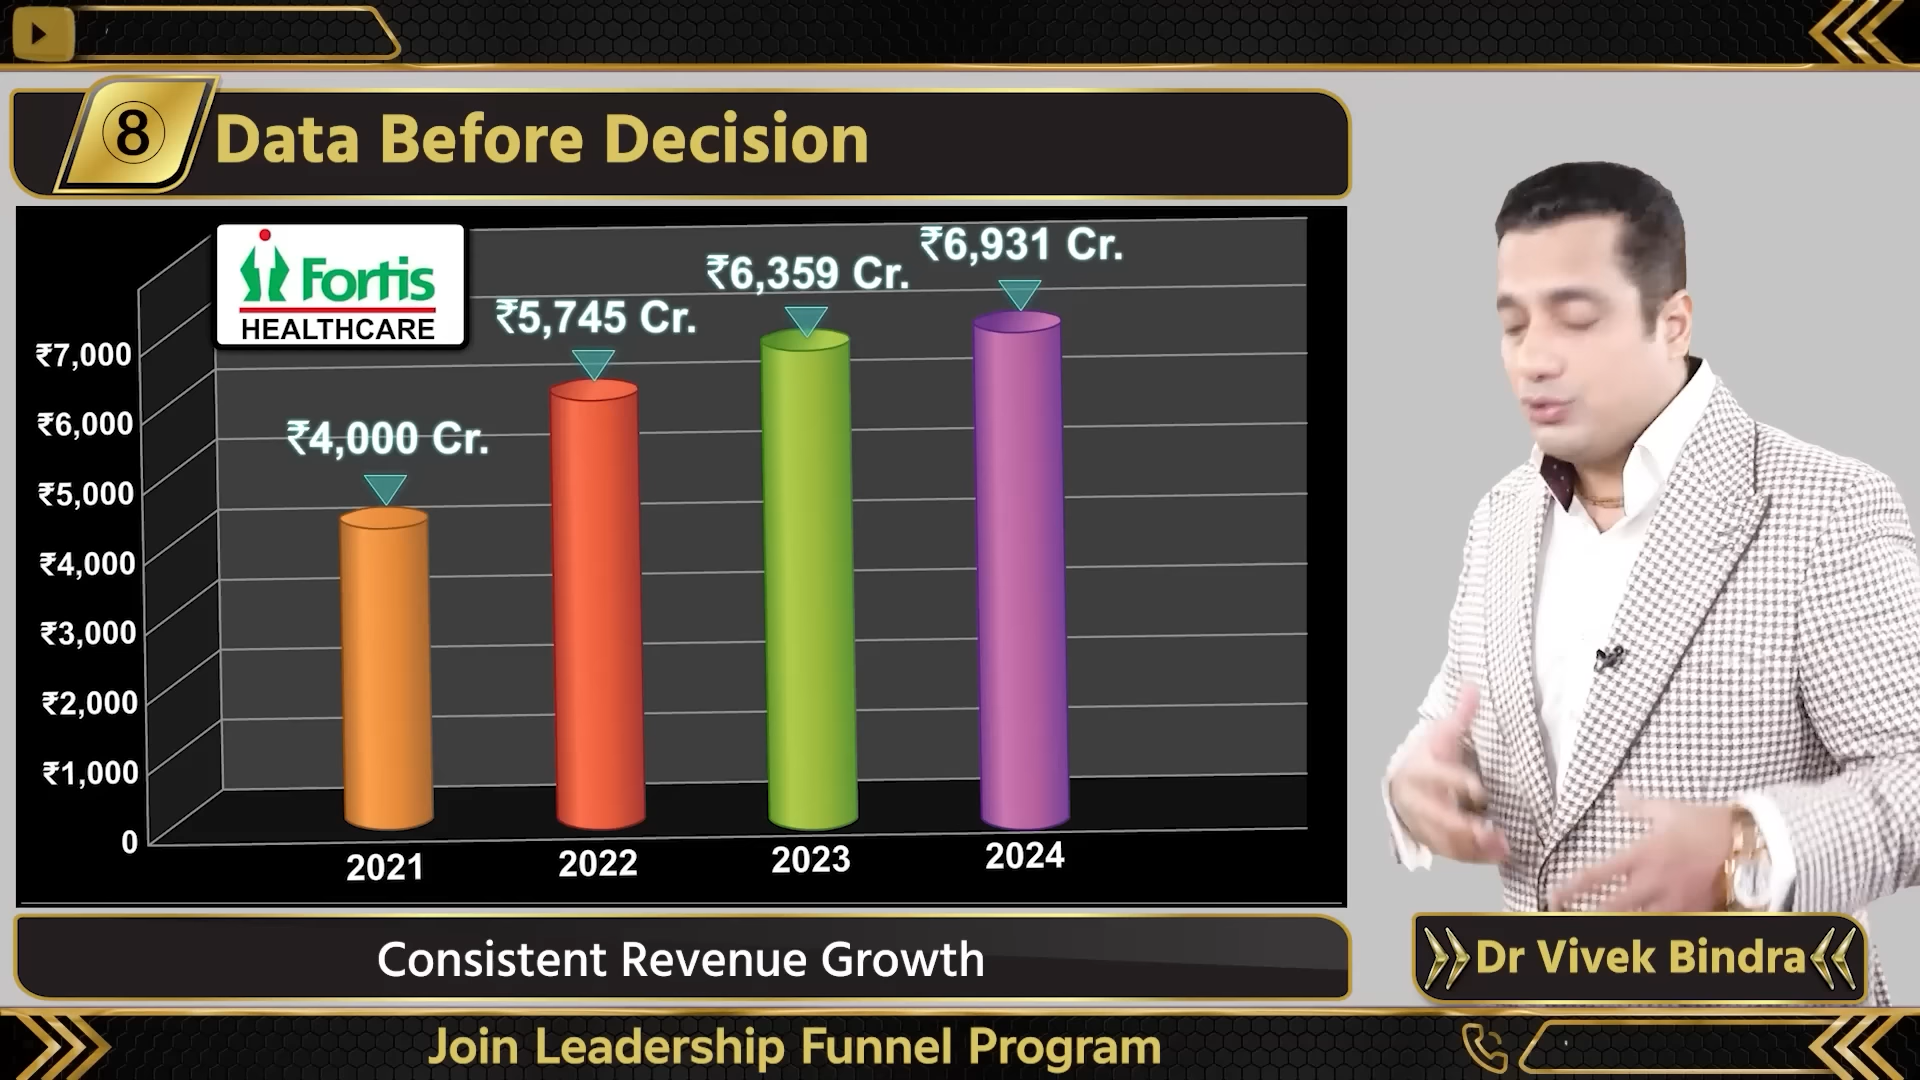 8 Data Before Decision
Fortis
HEALTHCARE
₹4,000 Cr.
₹5,745 Cr.
₹6,359 Cr.
₹6,931 Cr.
₹7,000
₹6,000
₹5,000
₹4,000
₹3,000
₹2,000
₹1,000
0
2021
2022
2023
2024
Consistent Revenue Growth
Dr Vivek Bindra
Join Leadership Funnel Program